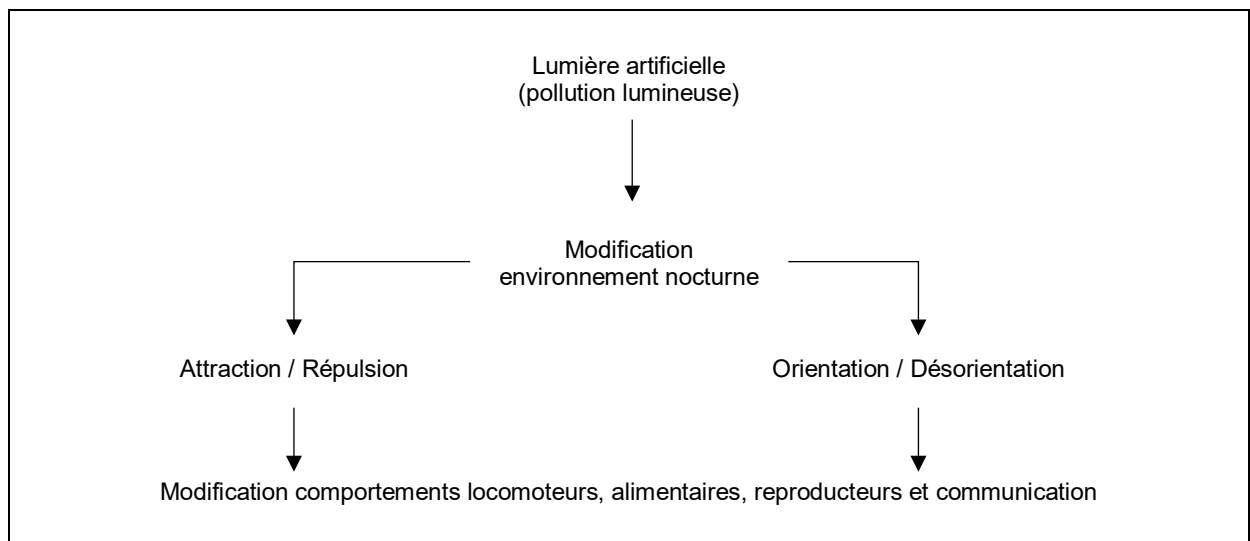 Lumière artificielle
(pollution lumineuse)
Modification
environnement nocturne
Attraction / Répulsion
Orientation / Désorientation
Modification comportements locomoteurs, alimentaires, reproducteurs et communication